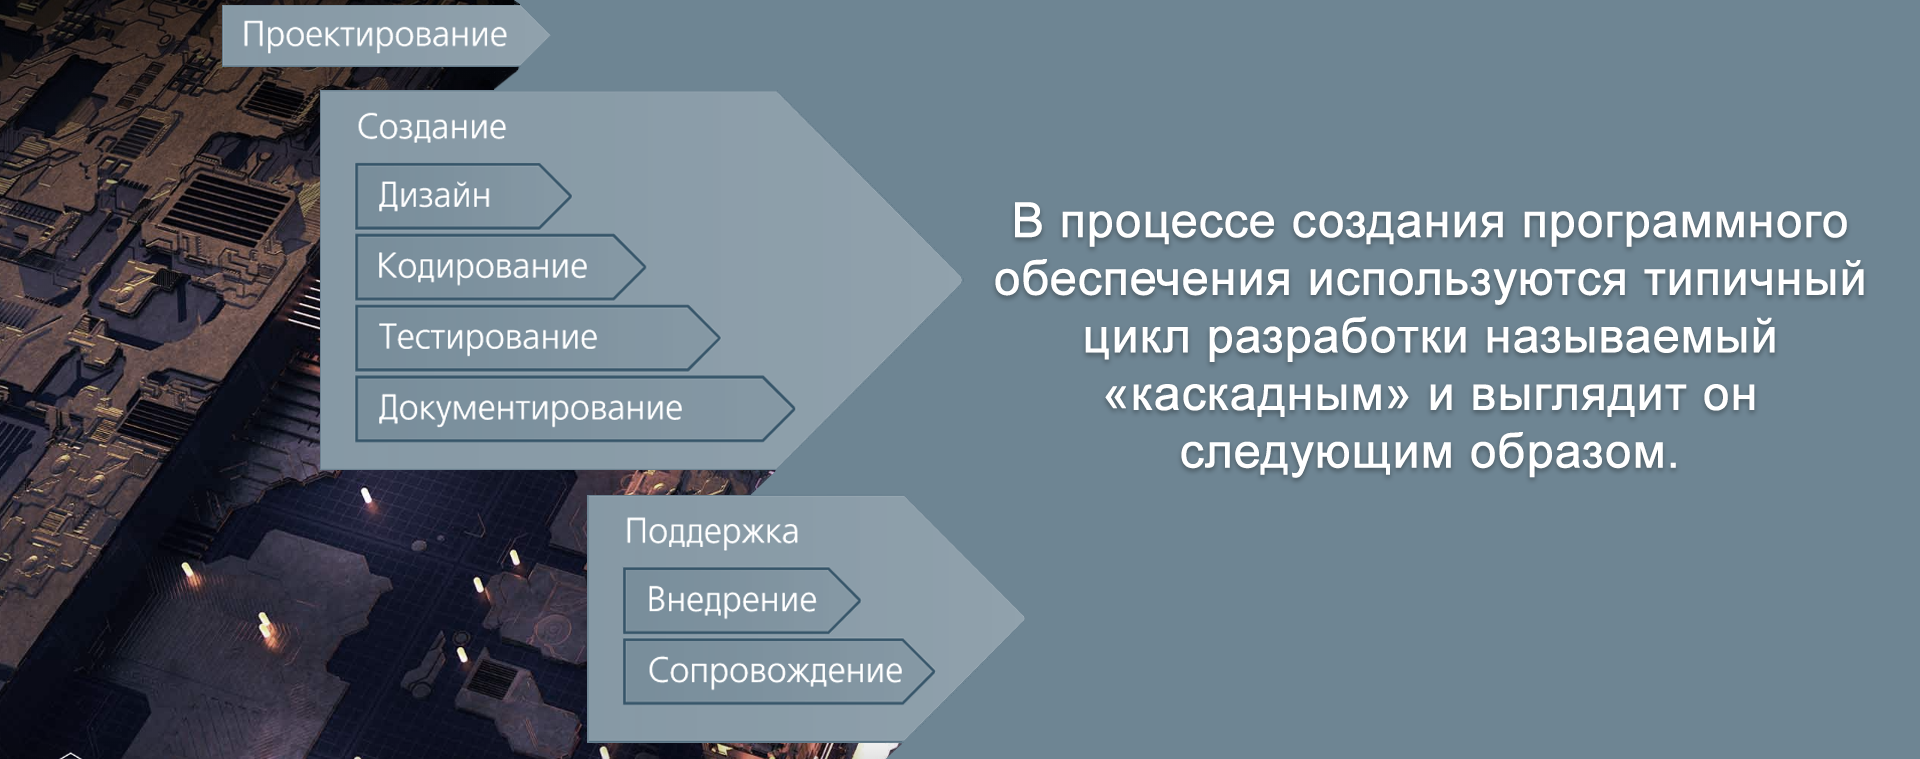 Проектирование
Создание
Дизайн
Кодирование
Тестирование
Документирование
Поддержка
Внедрение
Сопровождение
В процессе создания программного
обеспечения используются типичный
цикл разработки называемый
«каскадным» и выглядит он
следующим образом.